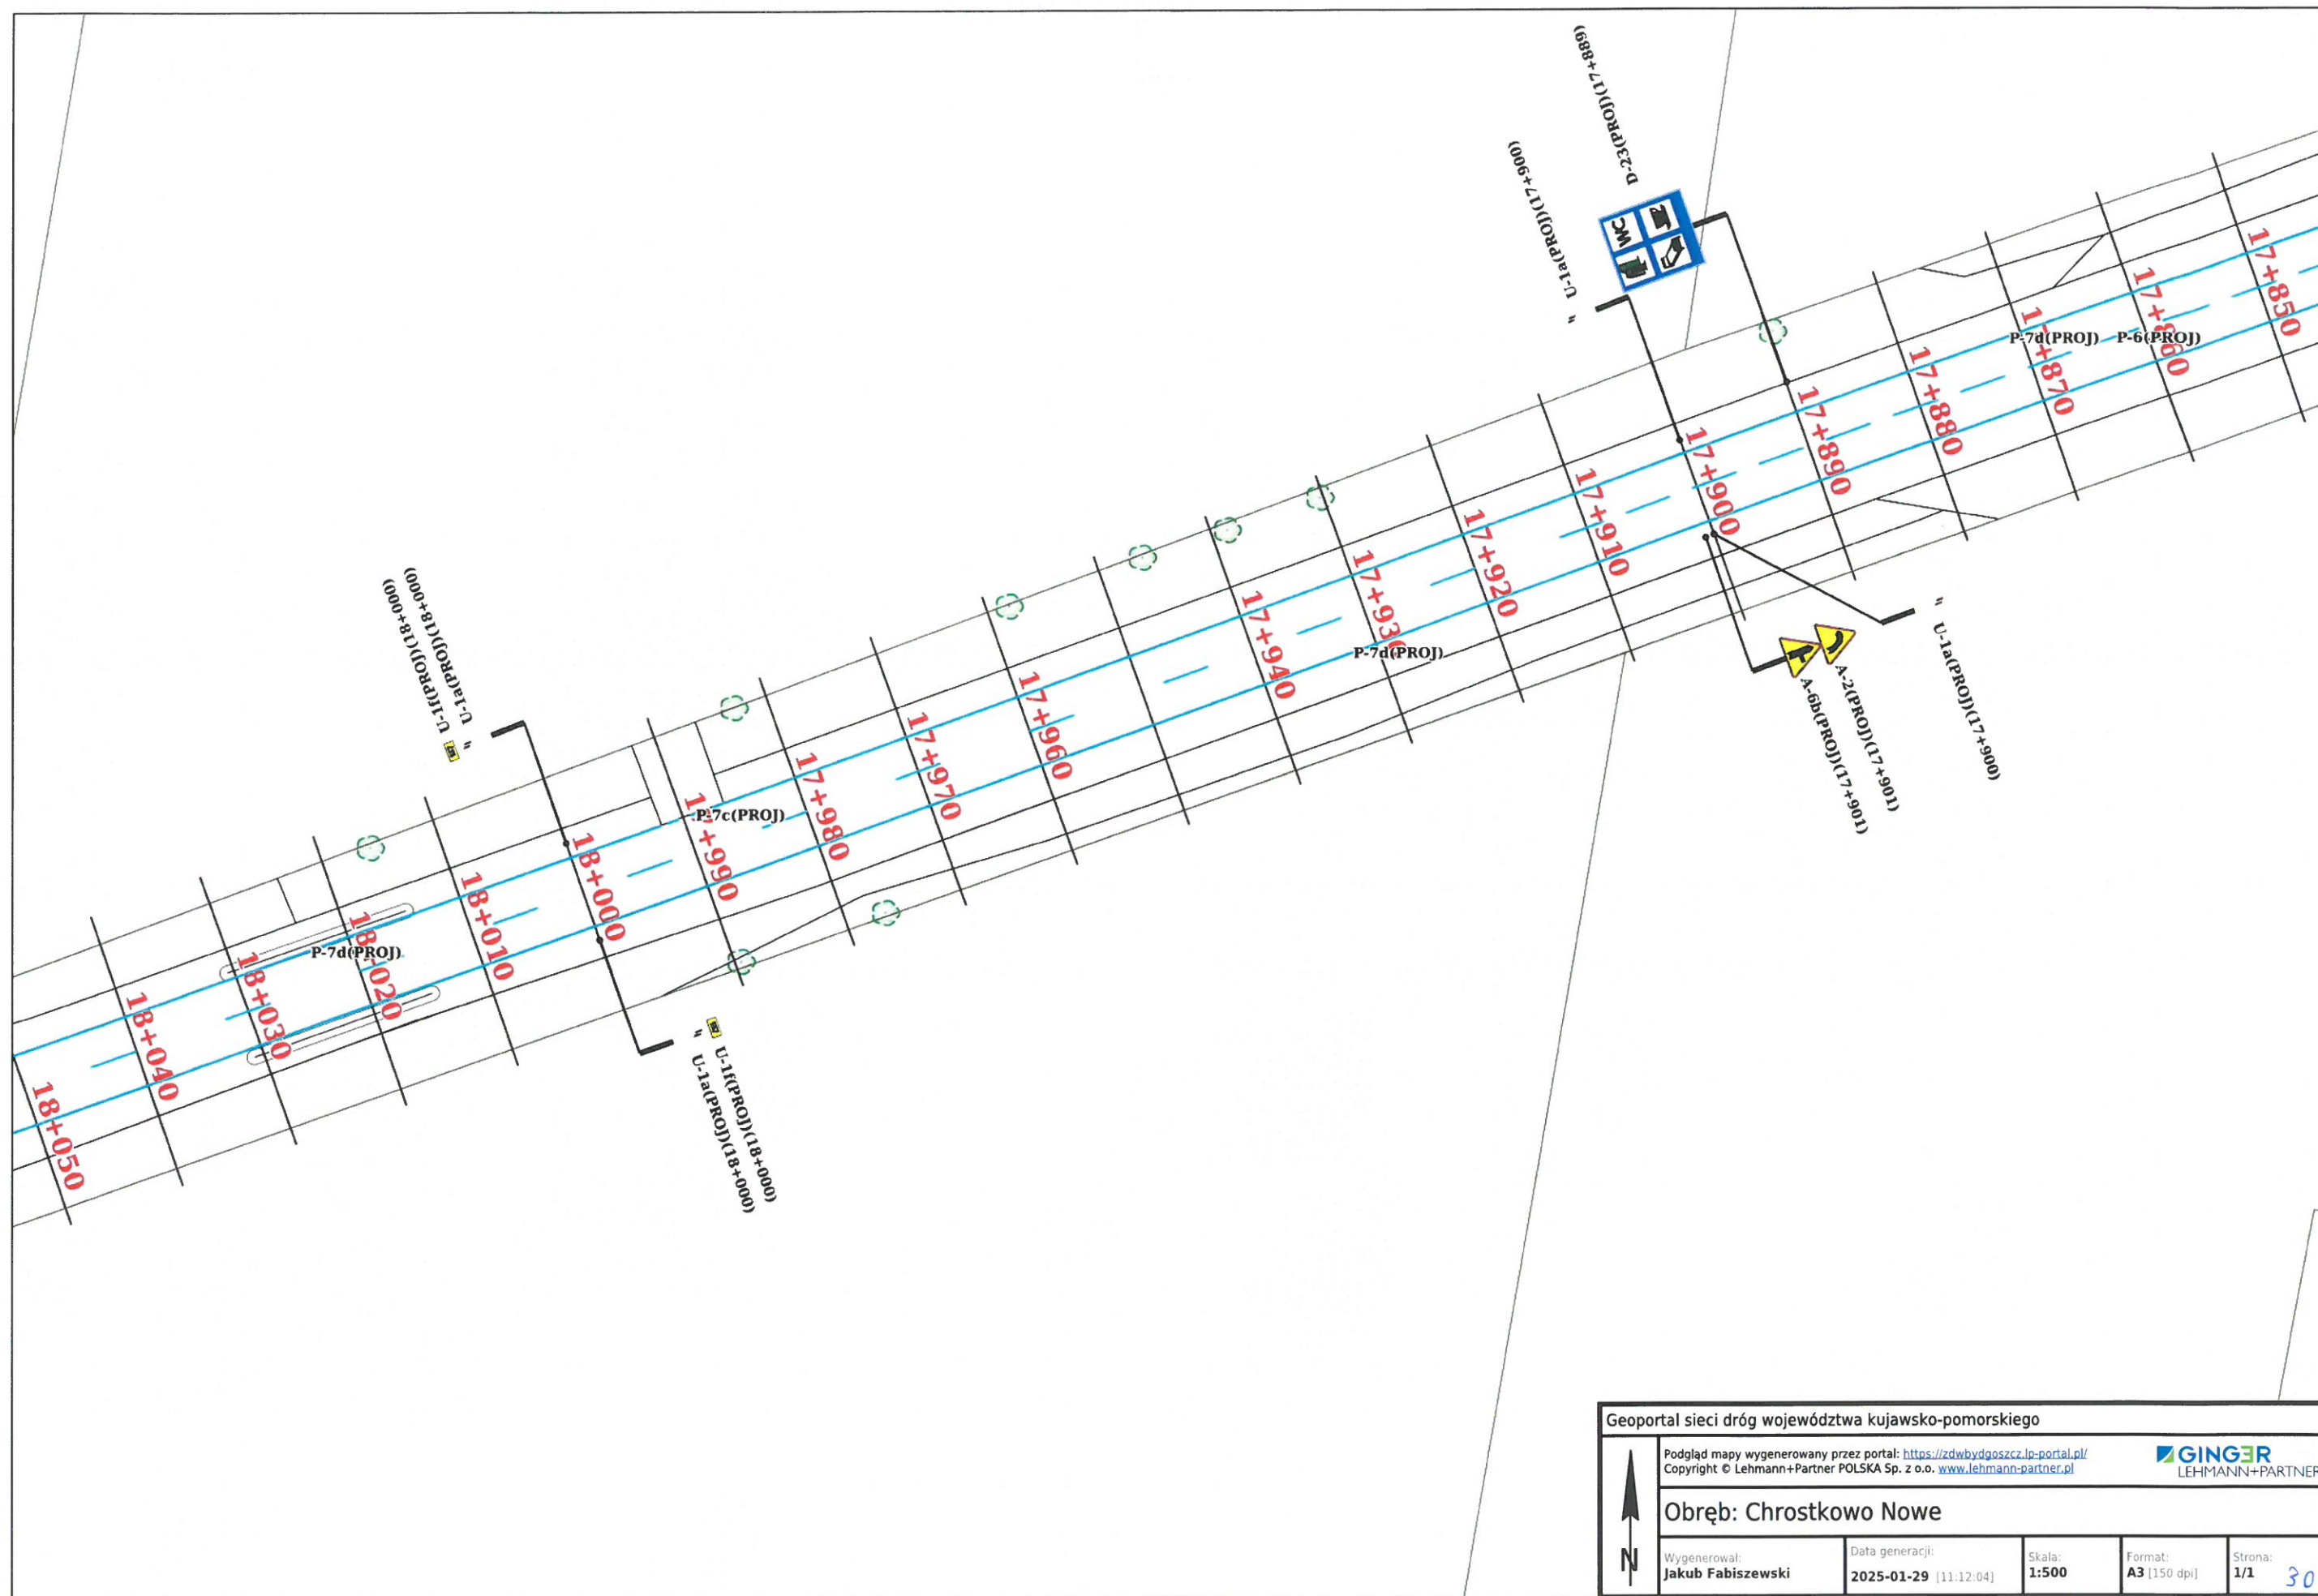 D-23(PROJ)(17+889)
U-1a(PROJ)(17+900)
WC
17+850
17+860
P-7d(PROJ)
P-6(PROJ)
17+870
17+880
17+890
17+900
17+910
17+920
17+930
P-7d(PROJ)
17+940
17+960
17+970
17+980
P-7c(PROJ)
17+990
18+000
18+010
18+020
P-7d(PROJ)
18+030
18+040
18+050
U-1a(PROJ)(17+900)
A-2(PROJ)(17+901)
A-6b(PROJ)(17+901)
U-1a(PROJ)(18+000)
U-1f(PROJ)(18+000)
U-1f(PROJ)(18+000)
U-1a(PROJ)(18+000)
Geoportal sieci dróg województwa kujawsko-pomorskiego
Podgląd mapy wygenerowany przez portal: https://zdwbydgoszcz.lp-portal.pl/
Copyright © Lehmann+Partner POLSKA Sp. z o.o. www.lehmann-partner.pl
GINGER
LEHMANN+PARTNER
Obręb: Chrostkowo Nowe
N
Wygenerował:
Jakub Fabiszewski
Data generacji:
2025-01-29 [11:12:04]
Skala:
1:500
Format:
A3 [150 dpi]
Strona:
1/1
30